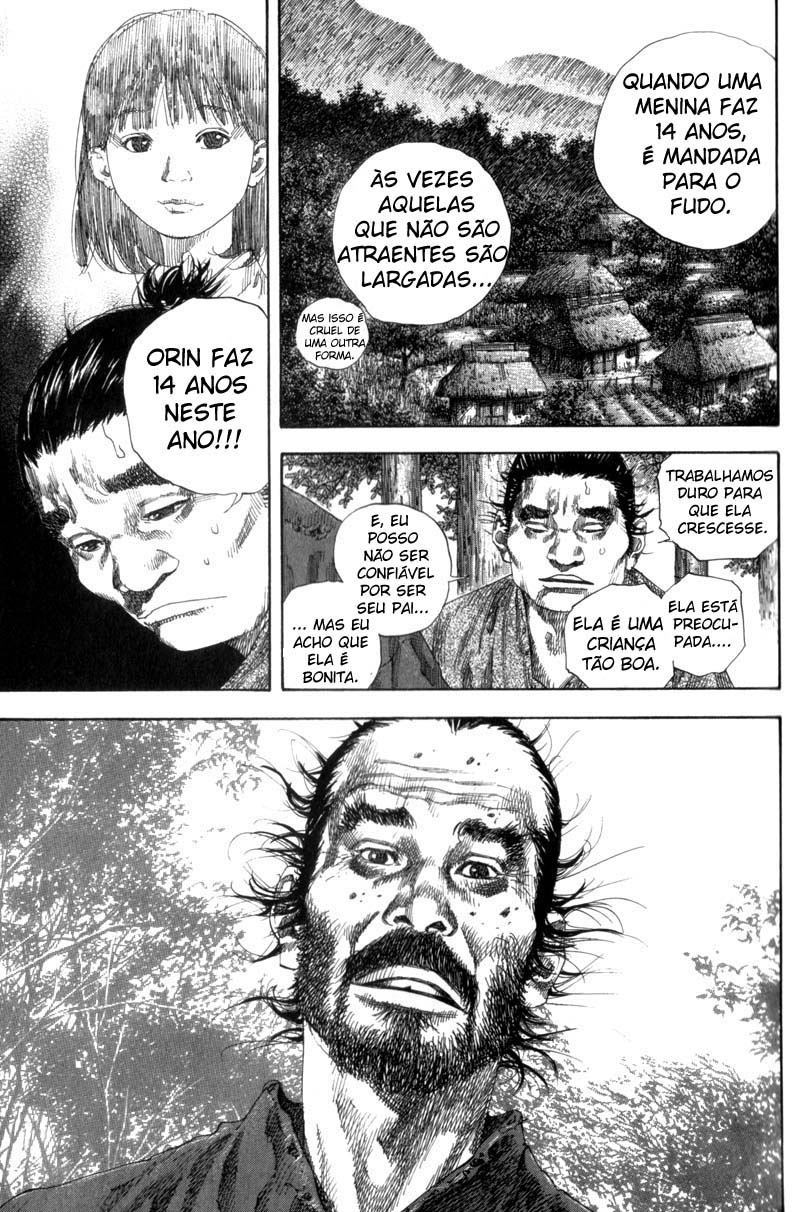 QUANDO UMA
MENINA FAZ
14 ANOS,
É MANDADA
PARA O
FUDO.
ÀS VEZES
AQUELAS
QUE NÃO SÃO
ATRAENTES SÃO
LARGADAS...
MAS ISSO É
CRUEL DE
UMA OUTRA
FORMA.
ORIN FAZ
14 ANOS
NESTE
ANO!!!
TRABALHAMOS
DURO PARA
QUE ELA
CRESCESSE.
ELA ESTÁ
PREOCU-
PADA....
ELA É UMA
CRIANÇA
TÃO BOA.
E, EU
POSSO
NÃO SER
CONFIÁVEL
POR SER
SEU PAI...
... MAS EU
ACHO QUE
ELA É
BONITA.